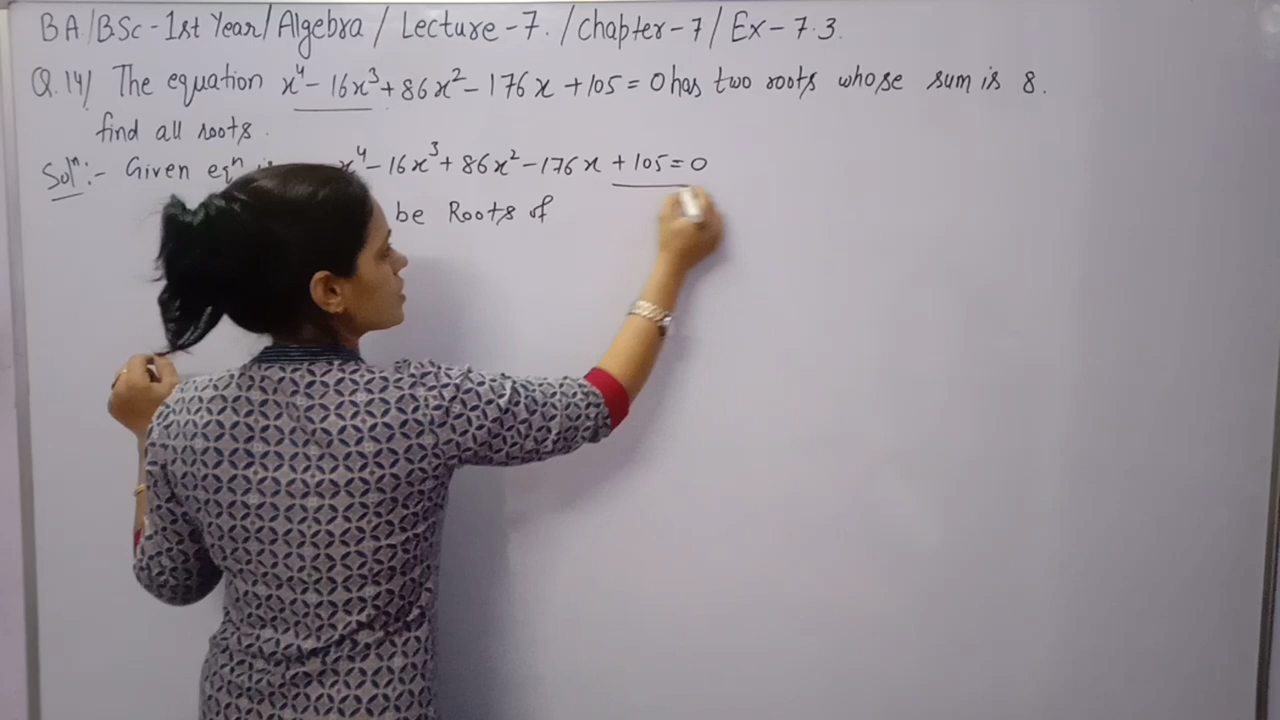 BA/BSc-1st Year/Algebra/Lecture-7./Chapter-7/Ex-7.3.
Q.14/ The equation x⁴-16x³+86x²-176x+105=0 has two roots whose sum is 8.
find all roots.
Solⁿ:- Given eqⁿ x⁴-16x³+86x²-176x+105=0
be Roots of